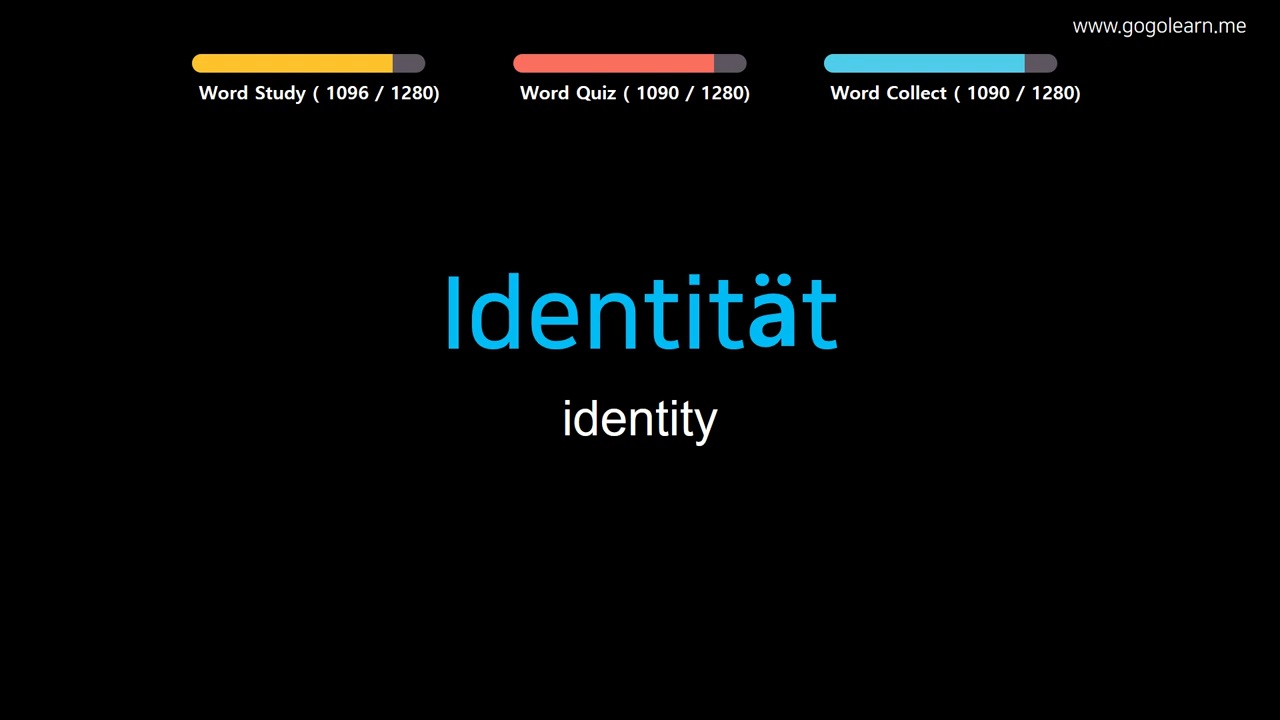 www.gogolearn.me
Word Study ( 1096 / 1280)
Word Quiz ( 1090 / 1280)
Word Collect ( 1090 / 1280)
Identität
identity